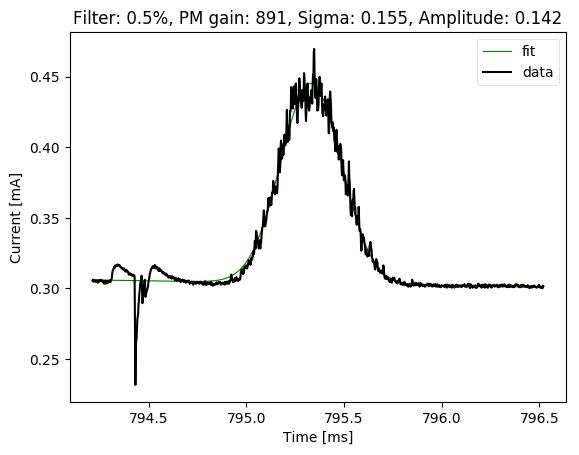 Filter: 0.5%, PM gain: 891, Sigma: 0.155, Amplitude: 0.142
fit
data
0.45
0.40
0.35
0.30
0.25
Current [mA]
794.5
795.0
795.5
796.0
796.5
Time [ms]